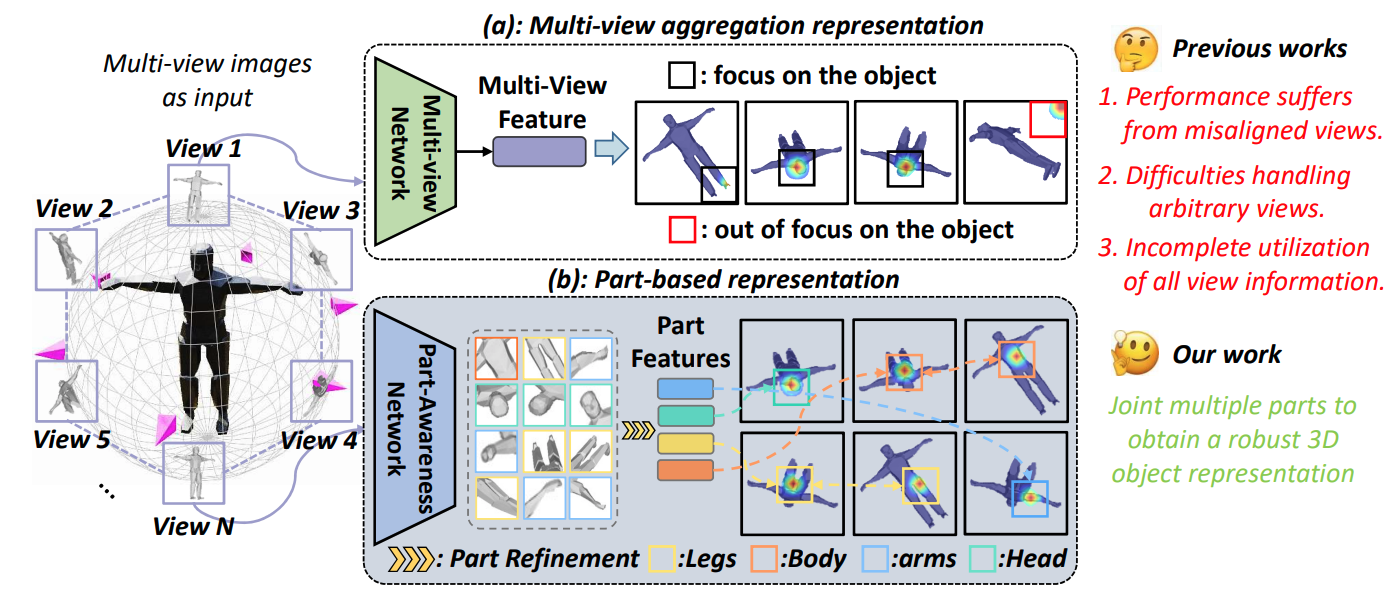 Multi-view images
as input
View 1
View 2
View 3
View 5
View 4
...
View N
(a): Multi-view aggregation representation
Multi-view
Network
Multi-View
Feature
: focus on the object
: out of focus on the object
(b): Part-based representation
Part-Awareness
Network
Part
Features
: Part Refinement
:Legs
:Body
:arms
:Head
Previous works
1. Performance suffers
from misaligned views.
2. Difficulties handling
arbitrary views.
3. Incomplete utilization
of all view information.
Our work
Joint multiple parts to
obtain a robust 3D
object representation